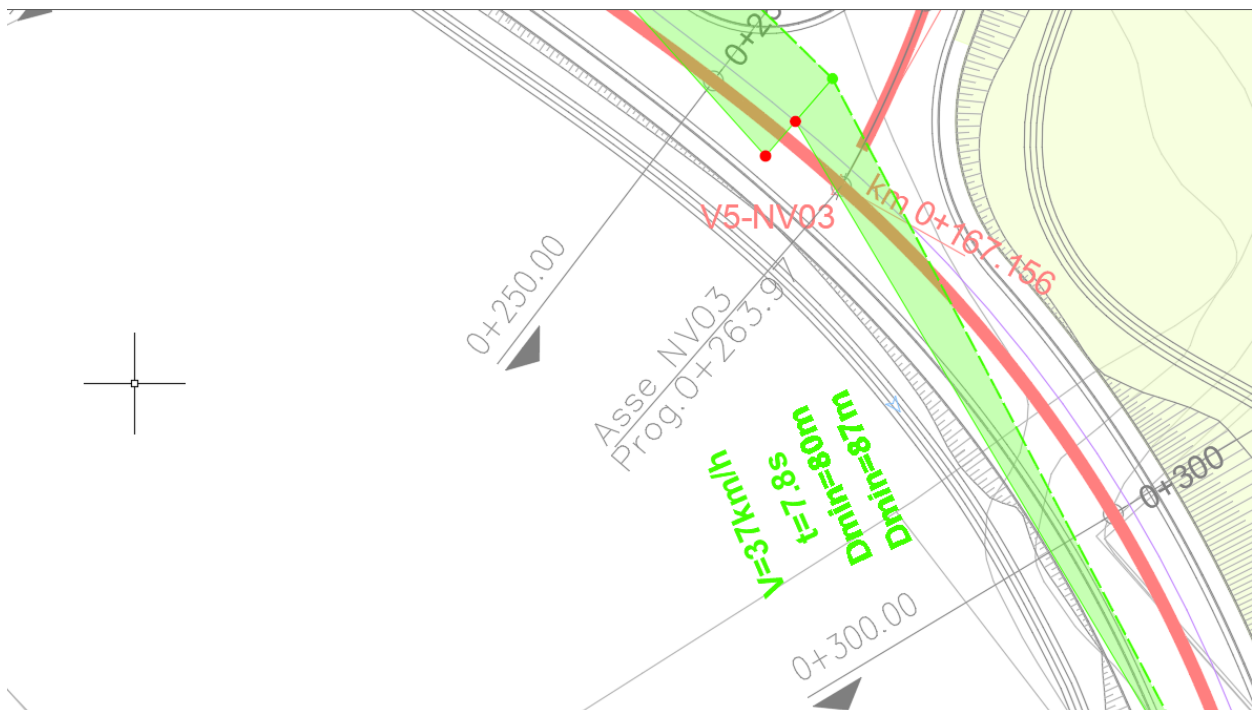 0+25
V5-NV03
km 0+167.156
0+250.00
Asse NV03
Prog.0+263.97
V=37km/h
t=7.8s
Dmin=80m
Dmin=87m
0+300
0+300.00